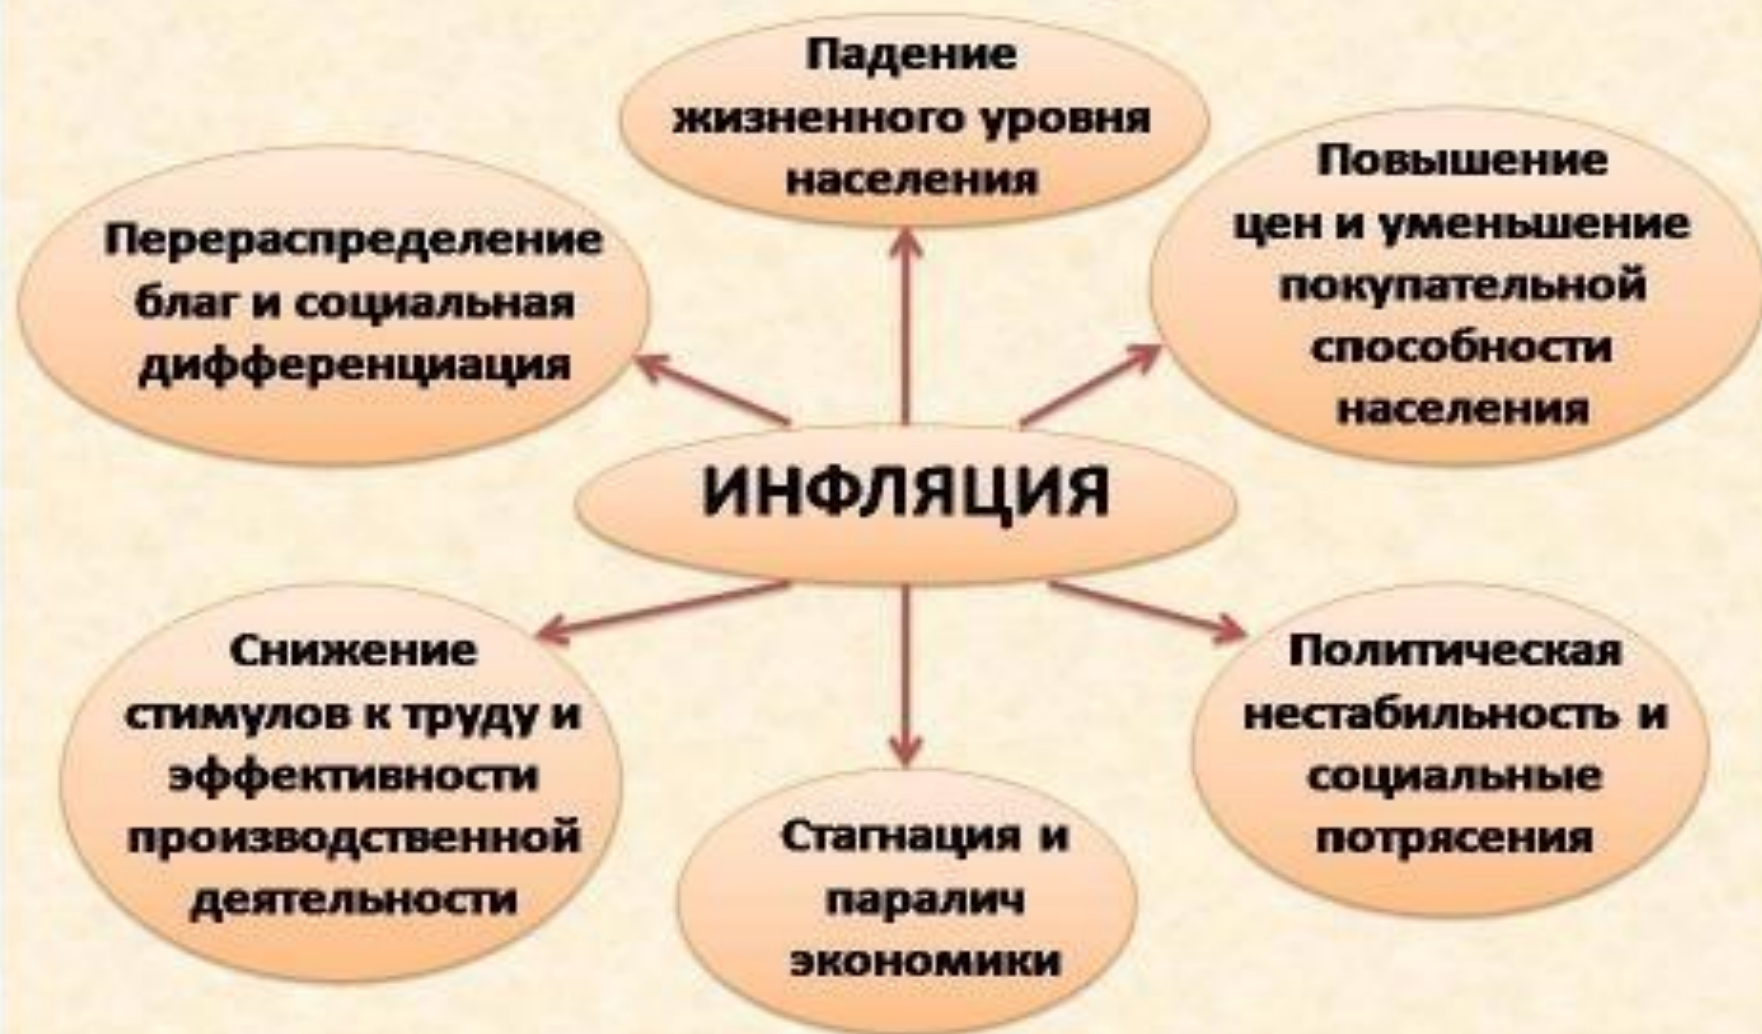 Падение
жизненного уровня
населения
Перераспределение
благ и социальная
дифференциация
Повышение
цен и уменьшение
покупательной
способности
населения
ИНФЛЯЦИЯ
Снижение
стимулов к труду и
эффективности
производственной
деятельности
Стагнация и
паралич
экономики
Политическая
нестабильность и
социальные
потрясения